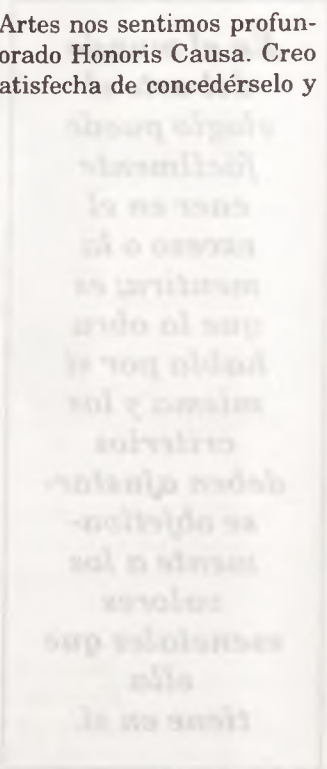 Artes nos sentimos profun-
orado Honoris Causa. Creo
atisfecha de concedérselo y
elogio puede
fácilmente
caer en el
exceso o la
mentira; es
que la obra
habla por sí
misma y los
criterios
deben ajustar-
se objetiva-
mente a los
valores
esenciales que
ella
tiene en sí.